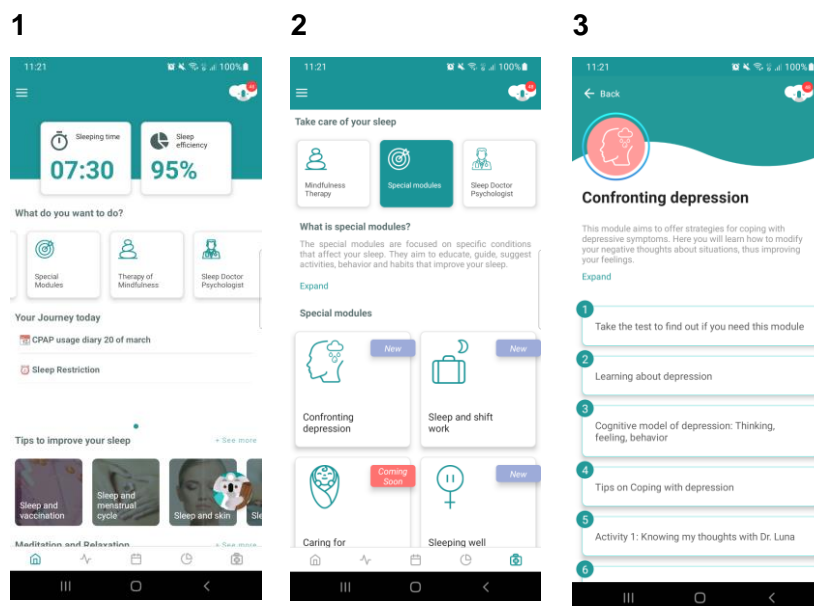 1
2
3
11:21
100%
Sleeping time
07:30
Sleep
efficiency
95%
What do you want to do?
Special
Modules
Therapy of
Mindfulness
Sleep Doctor
Psychologist
Your Journey today
CPAP usage diary 20 of march
Sleep Restriction
Tips to improve your sleep
+ See more
Sleep and
vaccination
Sleep and
menstrual
cycle
Sleep and skin
Sle
Meditation and Relaxation
+ See more
11:21
100%
Take care of your sleep
Mindfulness
Therapy
Special modules
Sleep Doctor
Psychologist
What is special modules?
The special modules are focused on specific conditions
that affect your sleep. They aim to educate, guide, suggest
activities, behavior and habits that improve your sleep.
Expand
Special modules
New
Confronting
depression
New
Sleep and shift
work
Coming
Soon
Caring for
New
Sleeping well
11:21
100%
Back
Confronting depression
This module aims to offer strategies for coping with
depressive symptoms. Here you will learn how to modify
your negative thoughts about situations, thus improving
your feelings.
Expand
1
Take the test to find out if you need this module
2
Learning about depression
3
Cognitive model of depression: Thinking,
feeling, behavior
4
Tips on Coping with depression
5
Activity 1: Knowing my thoughts with Dr. Luna
6